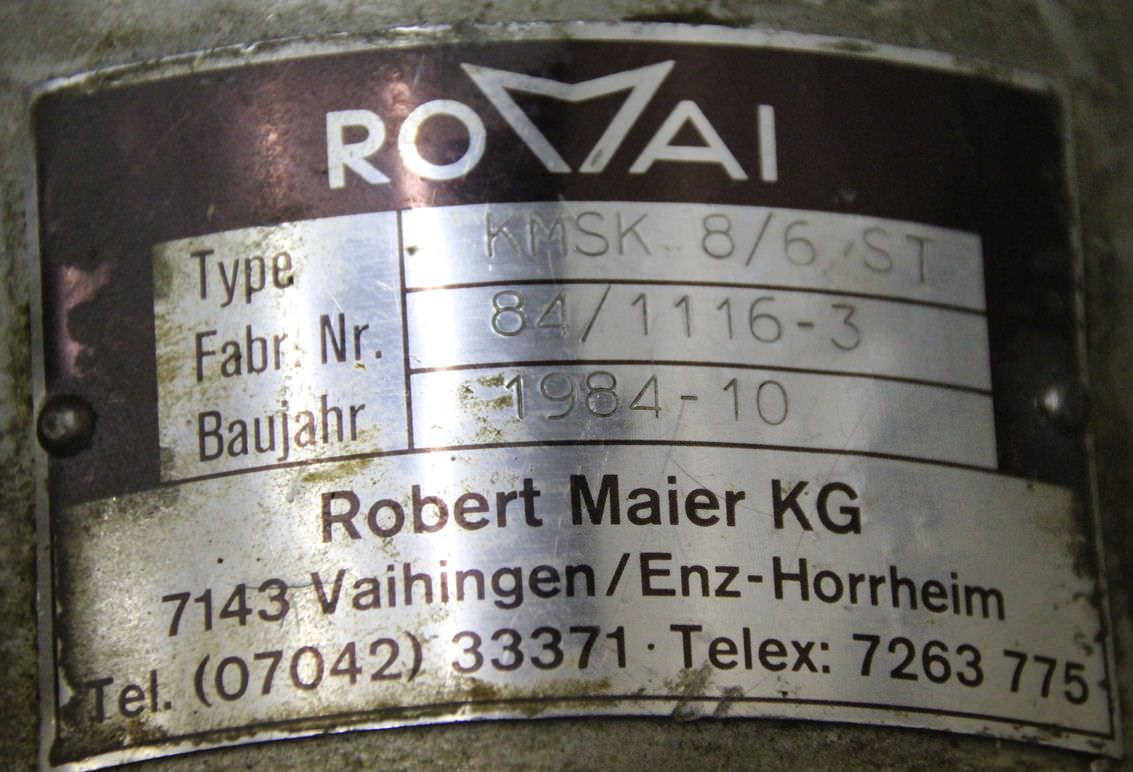 ROMAI
Type KMSK 8/6 ST
Fabr. Nr. 84/1116-3
Baujahr 1984-10
Robert Maier KG
7143 Vaihingen/Enz-Horrheim
Tel. (07042) 33371 · Telex: 7263 775